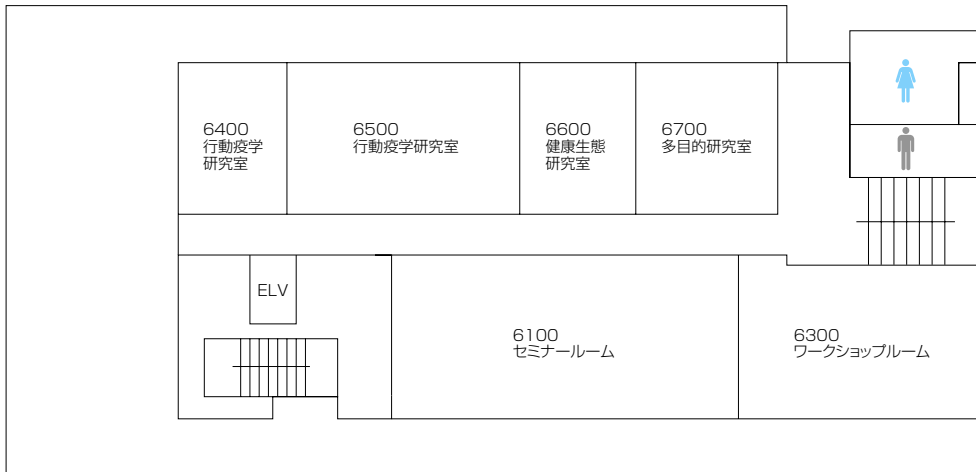 6400
行動疫学
研究室
6500
行動疫学研究室
6600
健康生態
研究室
6700
多目的研究室
ELV
6100
セミナールーム
6300
ワークショップルーム